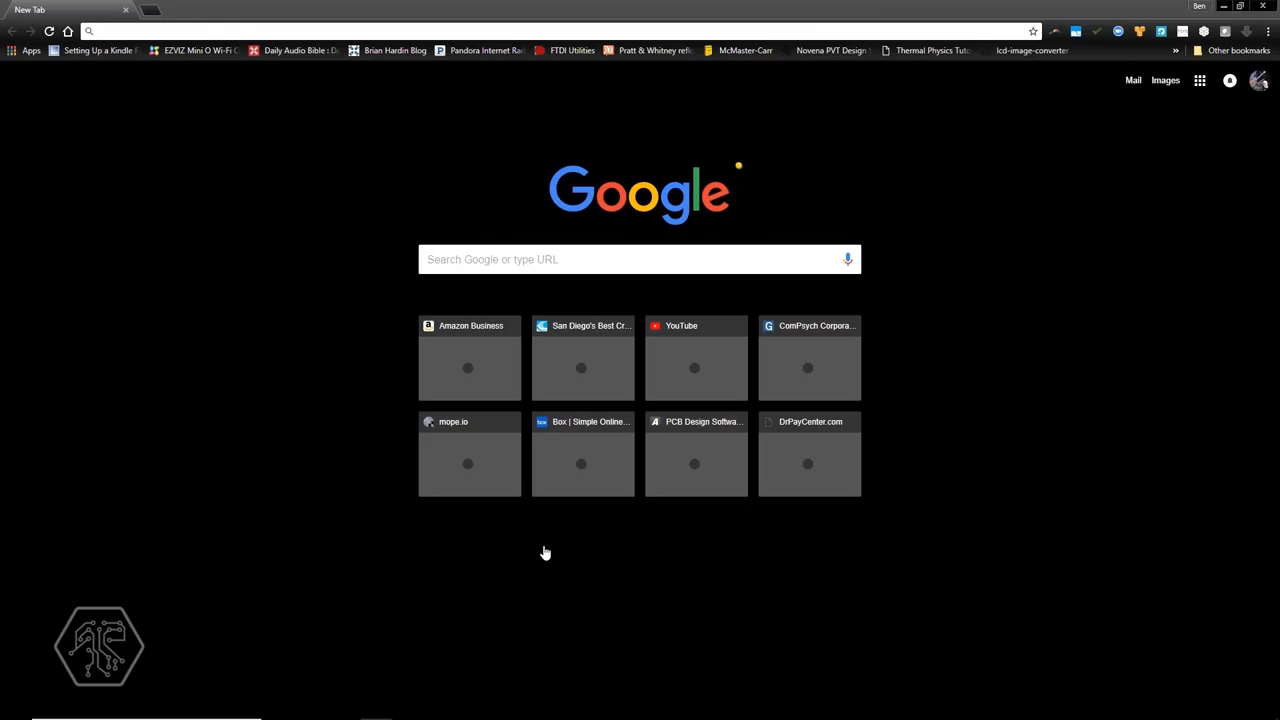 New Tab
Ben
Apps Setting Up a Kindle F EZVIZ Mini O Wi-Fi C Daily Audio Bible : Da Brian Hardin Blog Pandora Internet Rad FTDI Utilities Pratt & Whitney reflo McMaster-Carr Novena PVT Design S Thermal Physics Tuto lcd-image-converter » Other bookmarks
Mail Images
Google
Search Google or type URL
Amazon Business San Diego's Best Cr... YouTube ComPsych Corpora...
mope.io Box | Simple Online... PCB Design Softwa... DrPayCenter.com